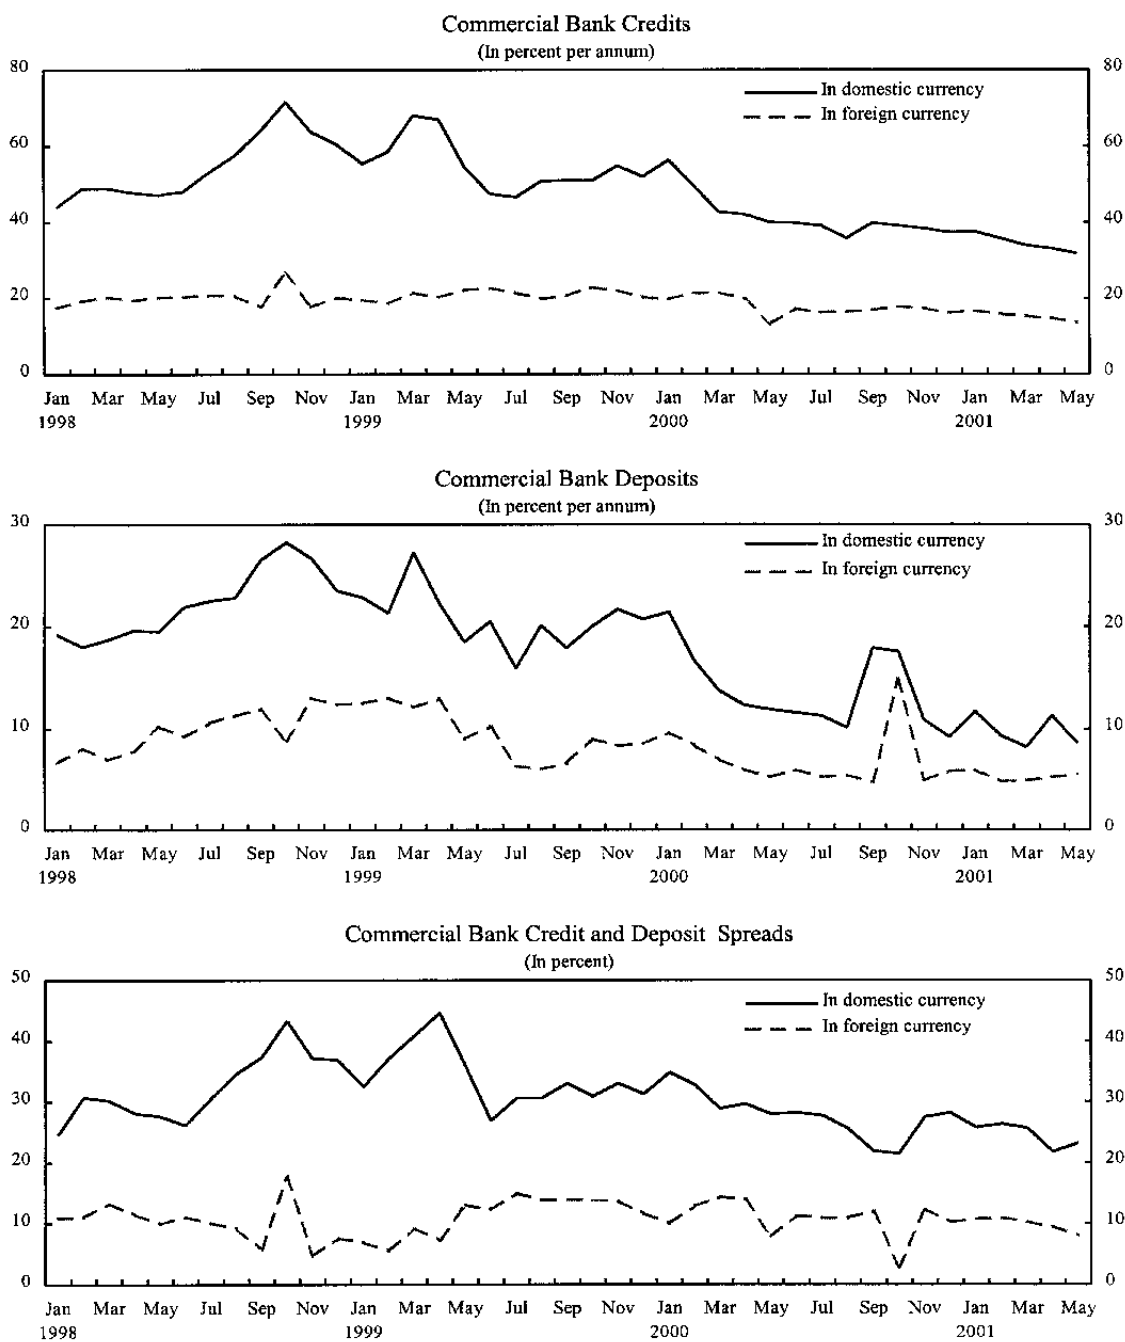 Commercial Bank Credits
(In percent per annum)
80 80
In domestic currency
In foreign currency
60 60
40 40
20 20
0 0
Jan Mar May Jul Sep Nov Jan Mar May Jul Sep Nov Jan Mar May Jul Sep Nov Jan Mar May
1998 1999 2000 2001
Commercial Bank Deposits
(In percent per annum)
30 30
In domestic currency
In foreign currency
20 20
10 10
0 0
Jan Mar May Jul Sep Nov Jan Mar May Jul Sep Nov Jan Mar May Jul Sep Nov Jan Mar May
1998 1999 2000 2001
Commercial Bank Credit and Deposit Spreads
(In percent)
50 50
In domestic currency
In foreign currency
40 40
30 30
20 20
10 10
0 0
Jan Mar May Jul Sep Nov Jan Mar May Jul Sep Nov Jan Mar May Jul Sep Nov Jan Mar May
1998 1999 2000 2001